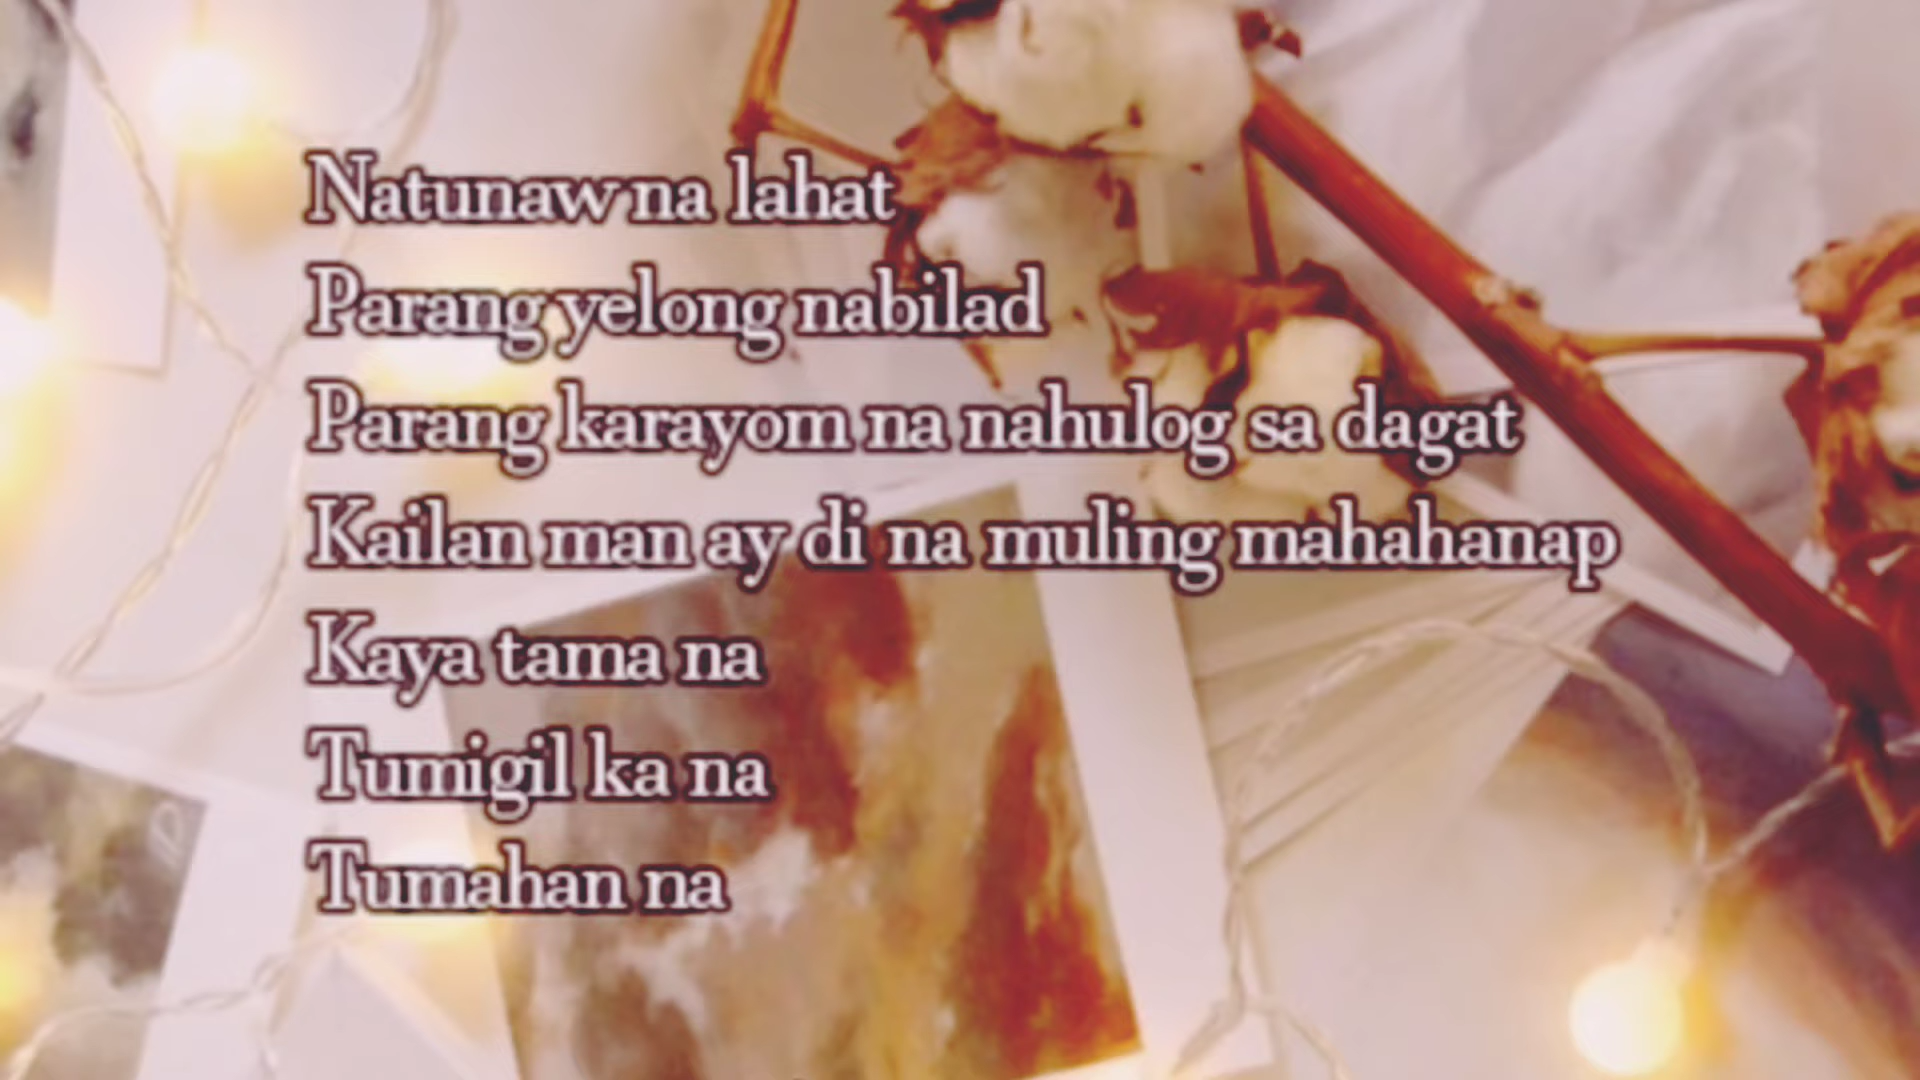 Natunaw na lahat
Parang yelong nabilad
Parang karayom na nahulog sa dagat
Kailan man ay di na muling mahahanap
Kaya tama na
Tumigil ka na
Tumahan na